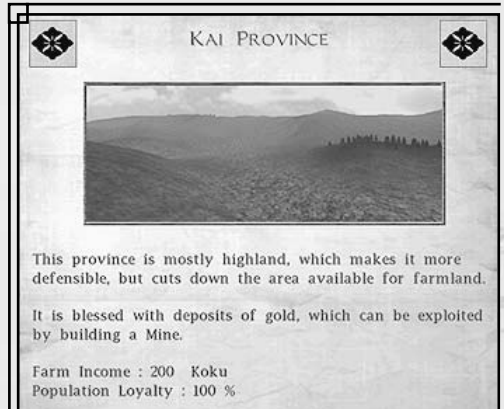 Kai Province
This province is mostly highland, which makes it more
defensible, but cuts down the area available for farmland.
It is blessed with deposits of gold, which can be exploited
by building a Mine.
Farm Income : 200 Koku
Population Loyalty : 100 %